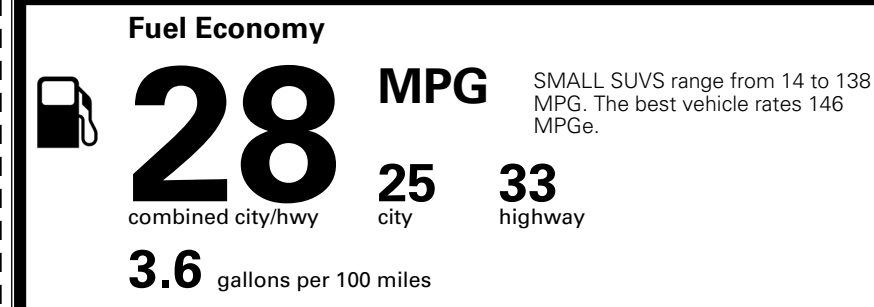 Fuel Economy
28
MPG
SMALL SUVS range from 14 to 138
MPG. The best vehicle rates 146
MPGe.
25
33
combined city/hwy
city
highway
3.6 gallons per 100 miles